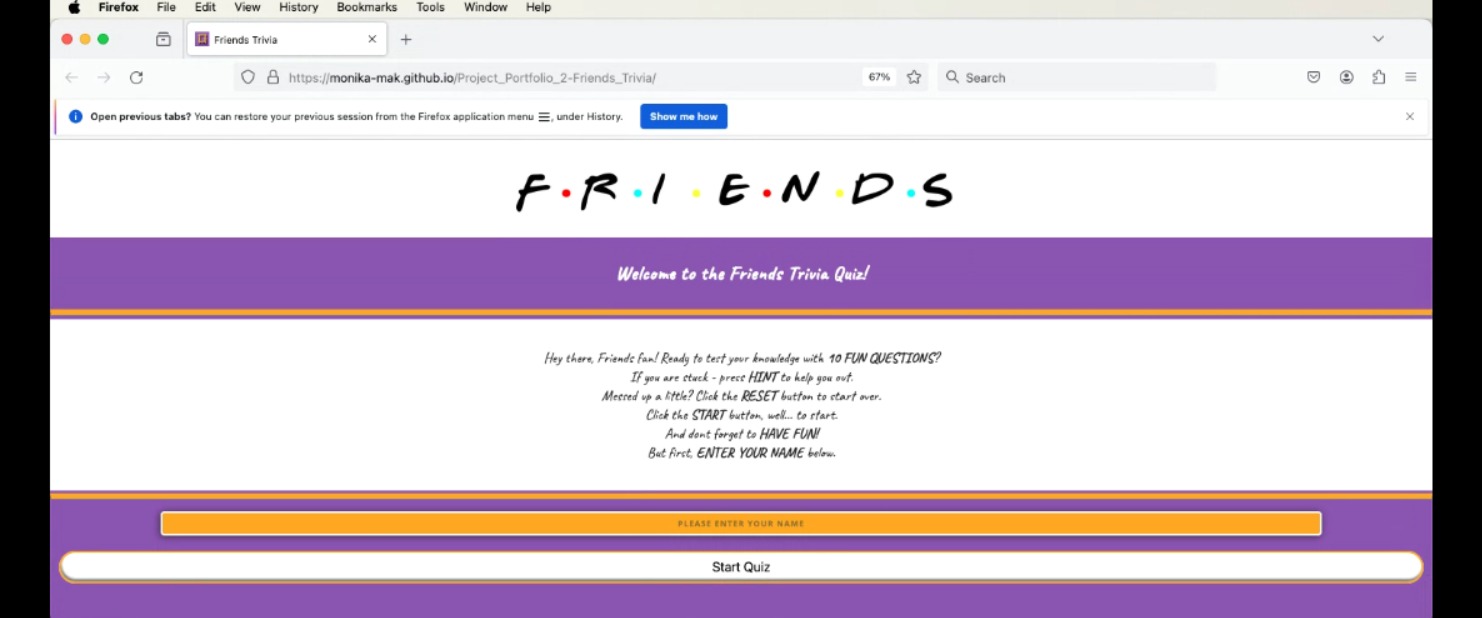 Firefox File Edit View History Bookmarks Tools Window Help
Friends Trivia
https://monika-mak.github.io/Project_Portfolio_2-Friends_Trivia/ 67% Search
Open previous tabs? You can restore your previous session from the Firefox application menu ☰, under History. Show me how
F•R•I•E•N•D•S
Welcome to the Friends Trivia Quiz!
Hey there, Friends fan! Ready to test your knowledge with 10 FUN QUESTIONS?
If you are stuck - press HINT to help you out.
Messed up a little? Click the RESET button to start over.
Click the START button, well... to start.
And dont forget to HAVE FUN!
But first, ENTER YOUR NAME below.
PLEASE ENTER YOUR NAME
Start Quiz